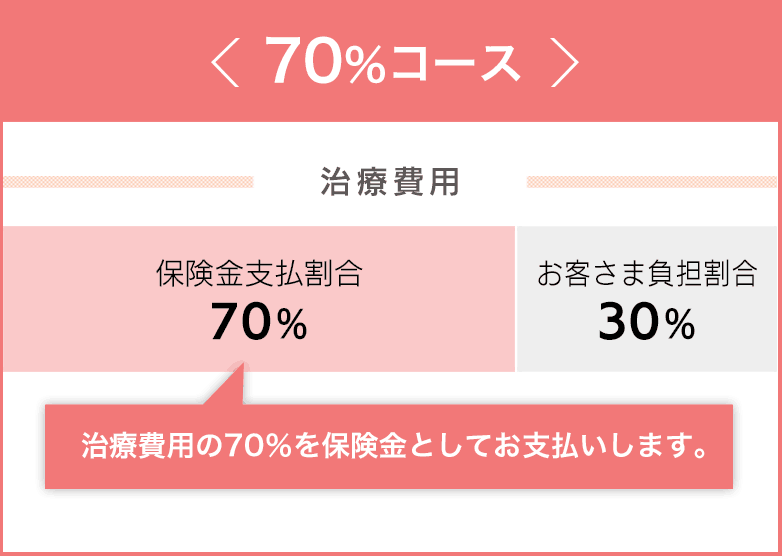 〈 70%コース 〉
治療費用
保険金支払割合
70%
お客さま負担割合
30%
治療費用の70%を保険金としてお支払いします。